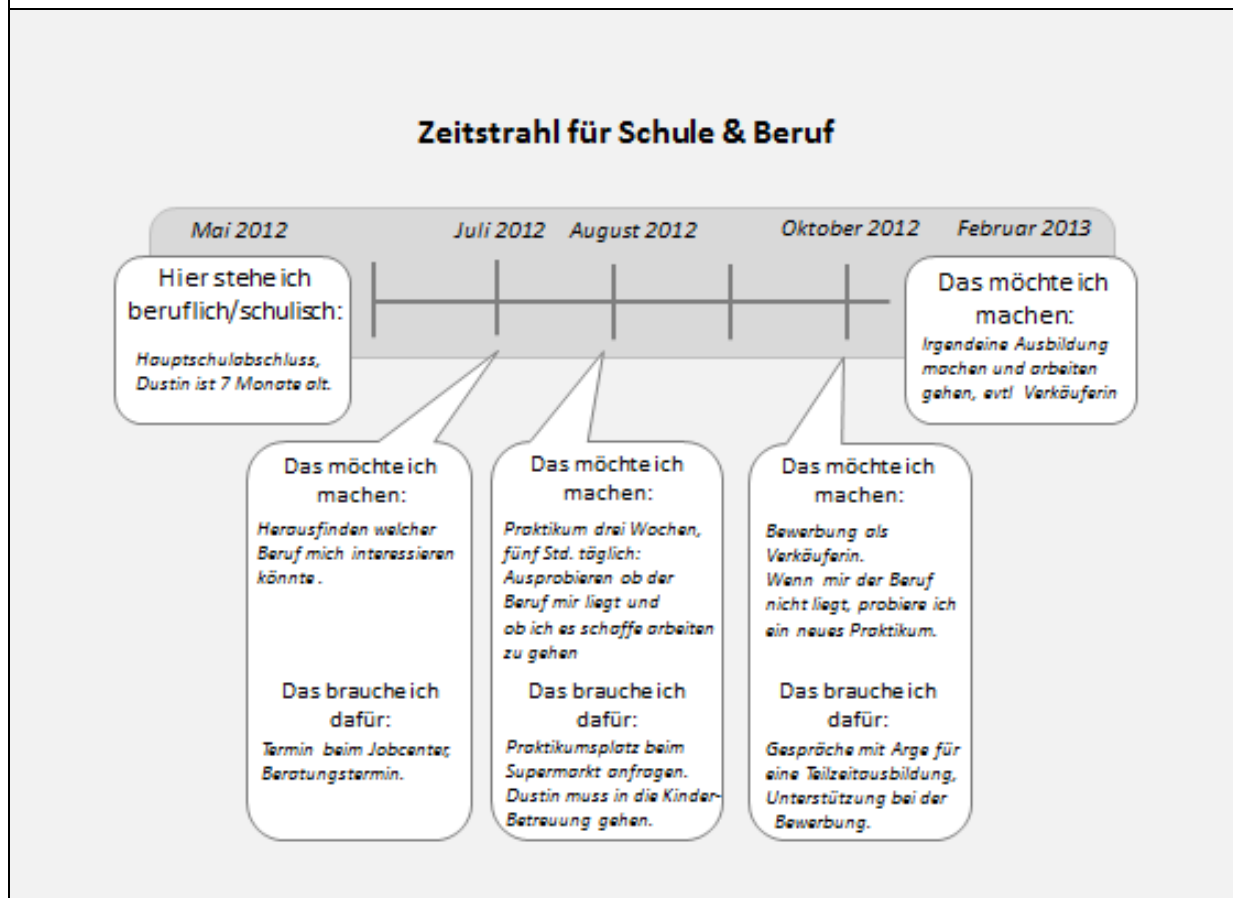 Zeitstrahl für Schule & Beruf
Mai 2012
Juli 2012
August 2012
Oktober 2012
Februar 2013
Hier stehe ich
beruflich/schulisch:
Hauptschulabschluss,
Dustin ist 7 Monate alt.
Das möchte ich
machen:
Irgendeine Ausbildung
machen und arbeiten
gehen, evtl Verkäuferin
Das möchte ich
machen:
Herausfinden welcher
Beruf mich interessieren
könnte.
Das brauche ich
dafür:
Termin beim Jobcenter,
Beratungstermin.
Das möchte ich
machen:
Praktikum drei Wochen,
fünf Std. täglich:
Ausprobieren ob der
Beruf mir liegt und
ob ich es schaffe arbeiten
zu gehen
Das brauche ich
dafür:
Praktikumsplatz beim
Supermarkt anfragen.
Dustin muss in die Kinder-
Betreuung gehen.
Das möchte ich
machen:
Bewerbung als
Verkäuferin.
Wenn mir der Beruf
nicht liegt, probiere ich
ein neues Praktikum.
Das brauche ich
dafür:
Gespräche mit Arge für
eine Teilzeitausbildung,
Unterstützung bei der
Bewerbung.